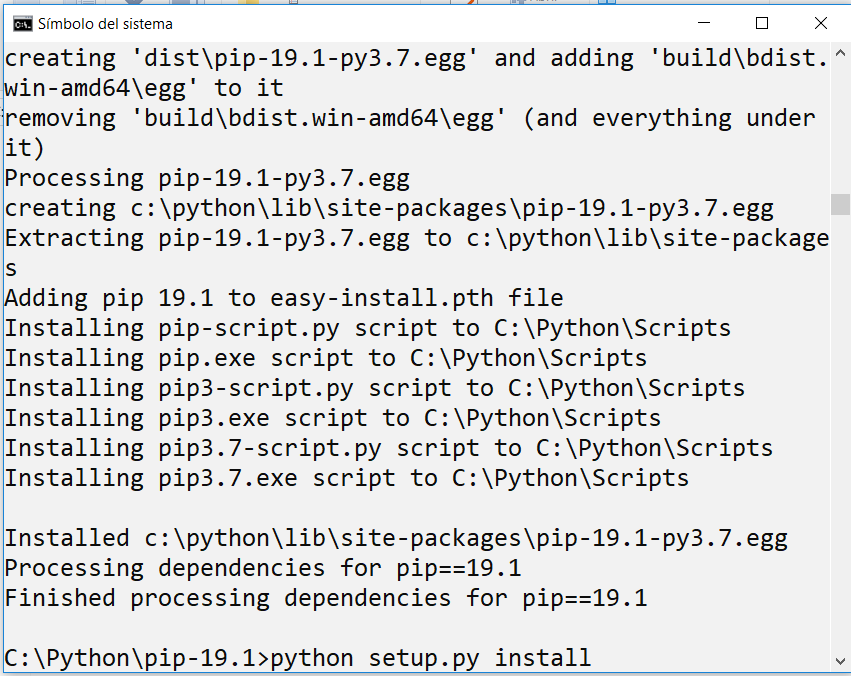 Símbolo del sistema
creating 'dist\pip-19.1-py3.7.egg' and adding 'build\bdist.
win-amd64\egg' to it
removing 'build\bdist.win-amd64\egg' (and everything under
it)
Processing pip-19.1-py3.7.egg
creating c:\python\lib\site-packages\pip-19.1-py3.7.egg
Extracting pip-19.1-py3.7.egg to c:\python\lib\site-package
s
Adding pip 19.1 to easy-install.pth file
Installing pip-script.py script to C:\Python\Scripts
Installing pip.exe script to C:\Python\Scripts
Installing pip3-script.py script to C:\Python\Scripts
Installing pip3.exe script to C:\Python\Scripts
Installing pip3.7-script.py script to C:\Python\Scripts
Installing pip3.7.exe script to C:\Python\Scripts

Installed c:\python\lib\site-packages\pip-19.1-py3.7.egg
Processing dependencies for pip==19.1
Finished processing dependencies for pip==19.1

C:\Python\pip-19.1>python setup.py install